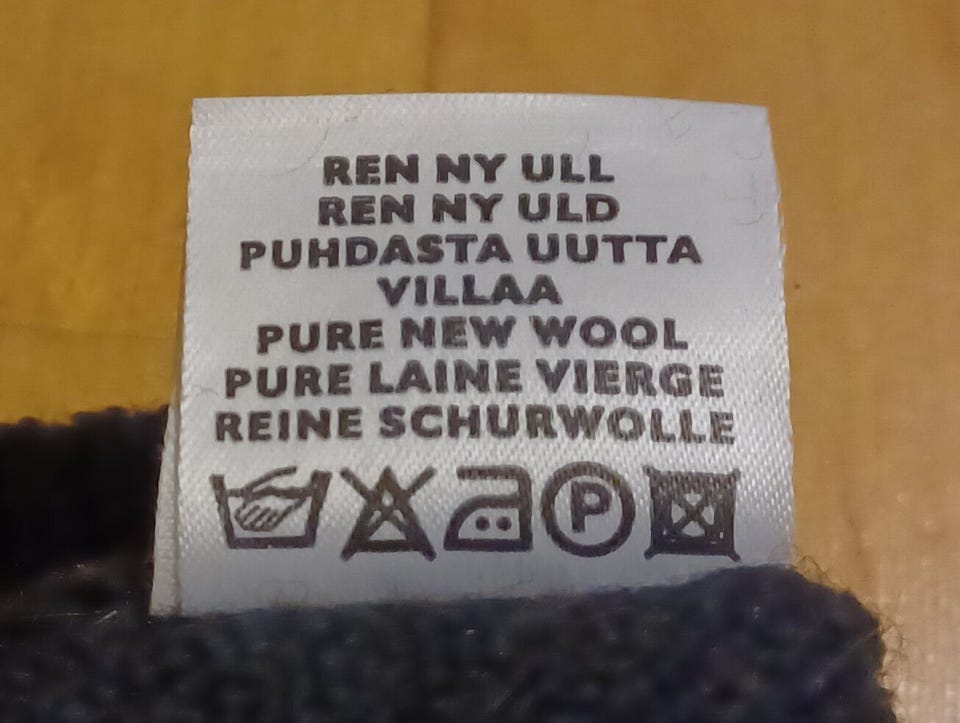 REN NY ULL
REN NY ULD
PUHDASTA UUTTA
VILLAA
PURE NEW WOOL
PURE LAINE VIERGE
REINE SCHURWOLLE
P